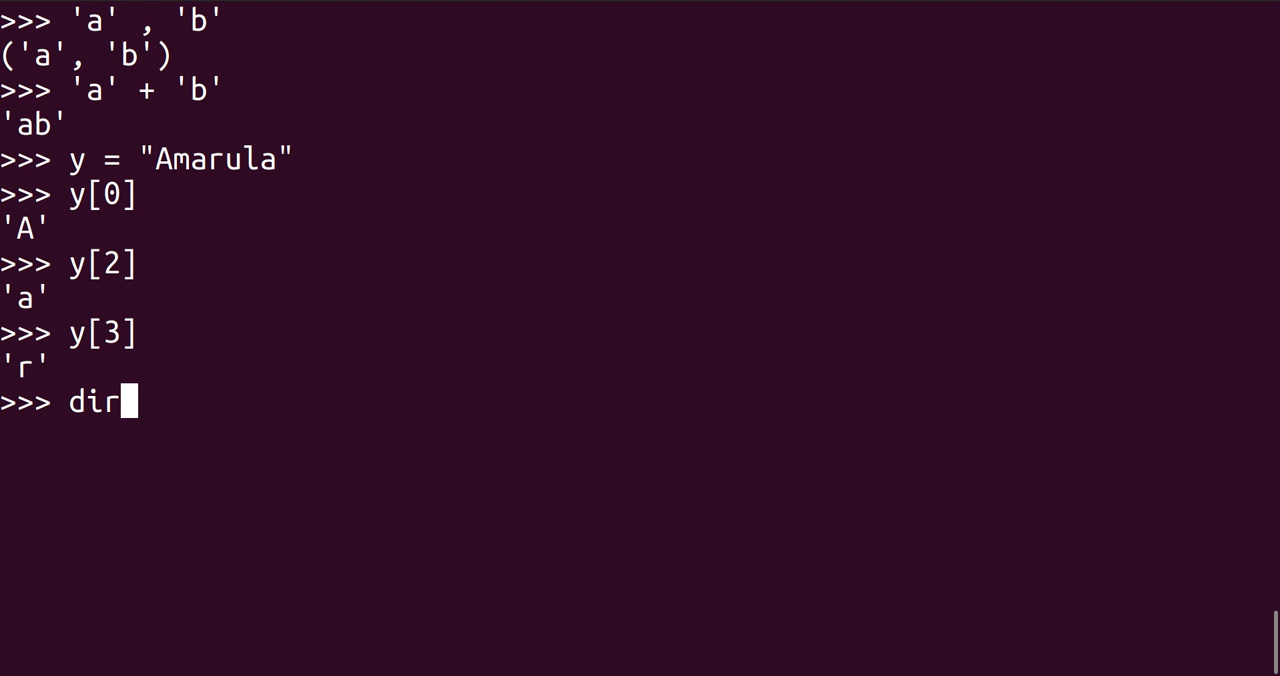 >>> 'a' , 'b'
('a', 'b')
>>> 'a' + 'b'
'ab'
>>> y = "Amarula"
>>> y[0]
'A'
>>> y[2]
'a'
>>> y[3]
'r'
>>> dir